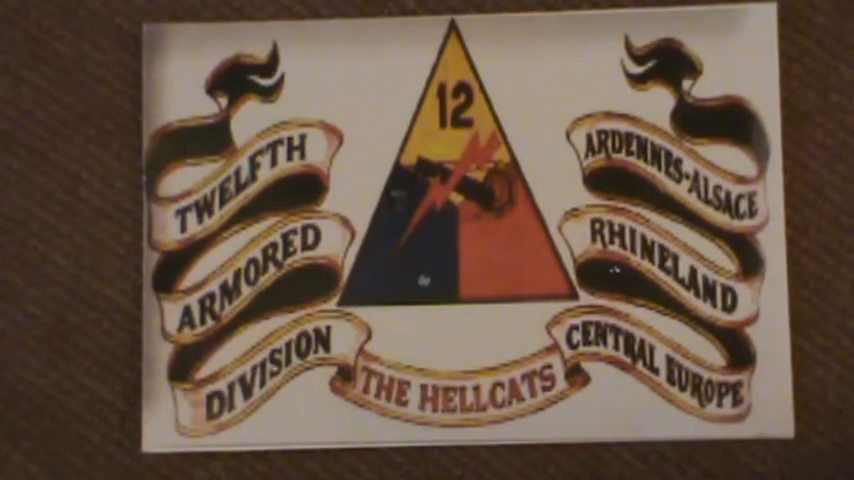 12
TWELFTH
ARMORED
DIVISION
THE HELLCATS
ARDENNES-ALSACE
RHINELAND
CENTRAL EUROPE